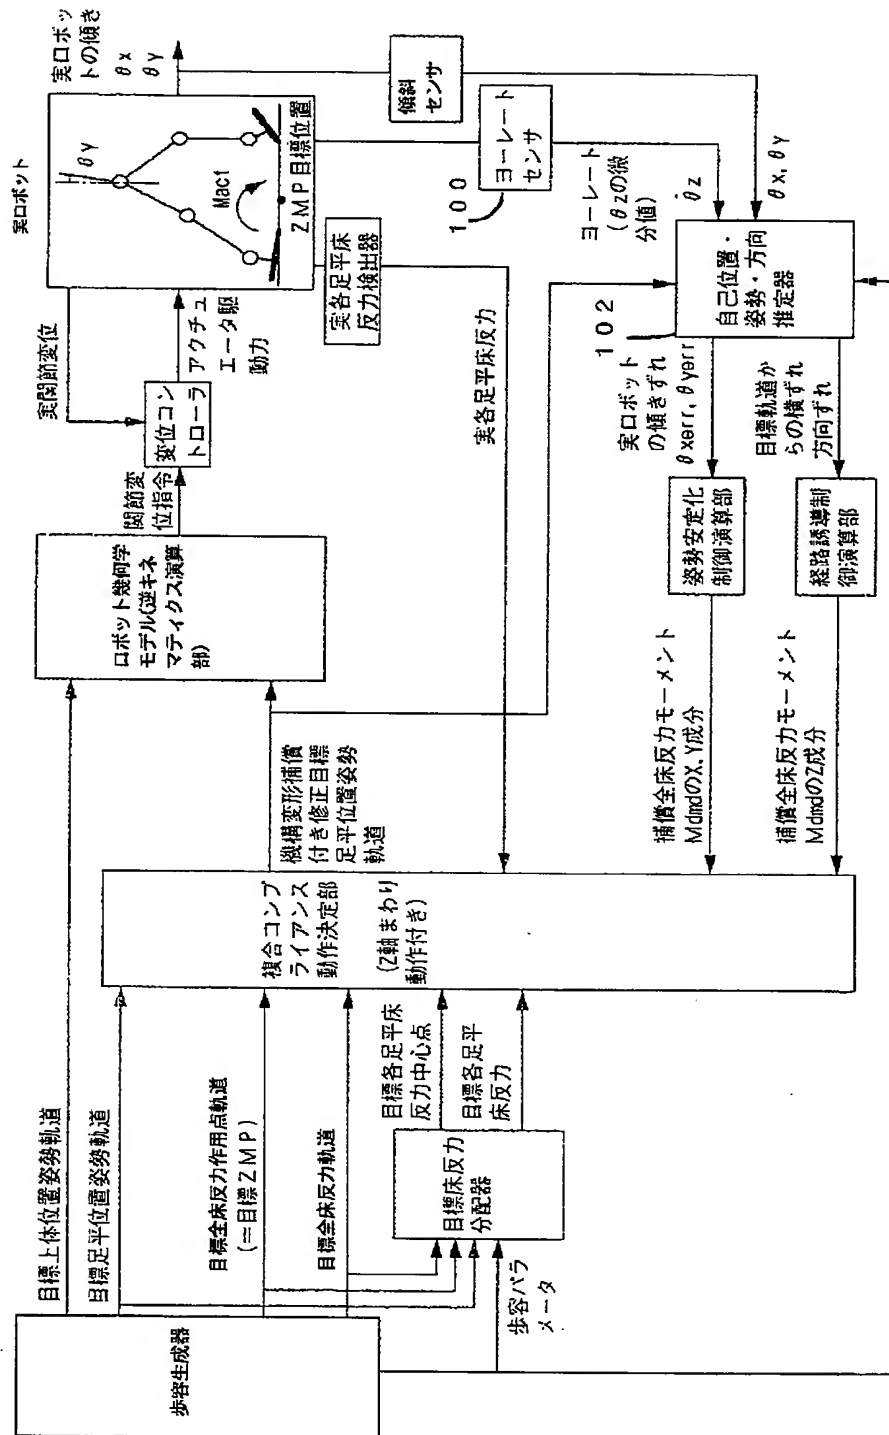 歩容生成器
目標上体位置姿勢軌道
目標足平位置姿勢軌道
目標全床反力作用点軌道
(=目標ZMP)
目標全床反力軌道
歩容パラ
メータ
目標床反力
分配器
目標各足平床
反力中心点
目標各足平
床反力
複合コンプ
ライアンス
動作決定部
(Z軸まわり
動作付き)
機構変形補償
付き修正目標
足平位置姿勢
軌道
ロボット幾何学
モデル(逆キネ
マティクス演算
部)
関節変
位指令
変位コン
トローラ
実関節変位
アクチュ
エータ駆
動力
実ロボット
θy
Mact
ZMP目標位置
実ロボッ
トの傾き
θx
θy
傾斜
センサ
実各足平床
反力検出器
実各足平床反力
100
ヨーレート
センサ
ヨーレート
(θzの微
分値)
θ̇z
θx,θy
102
自己位置・
姿勢・方向
推定器
実ロボット
の傾きずれ
θxerr,θyerr
目標軌道か
らの横ずれ
方向ずれ
姿勢安定化
制御演算部
経路誘導制
御演算部
補償全床反力モーメント
MdmdのX,Y成分
補償全床反力モーメント
MdmdのZ成分